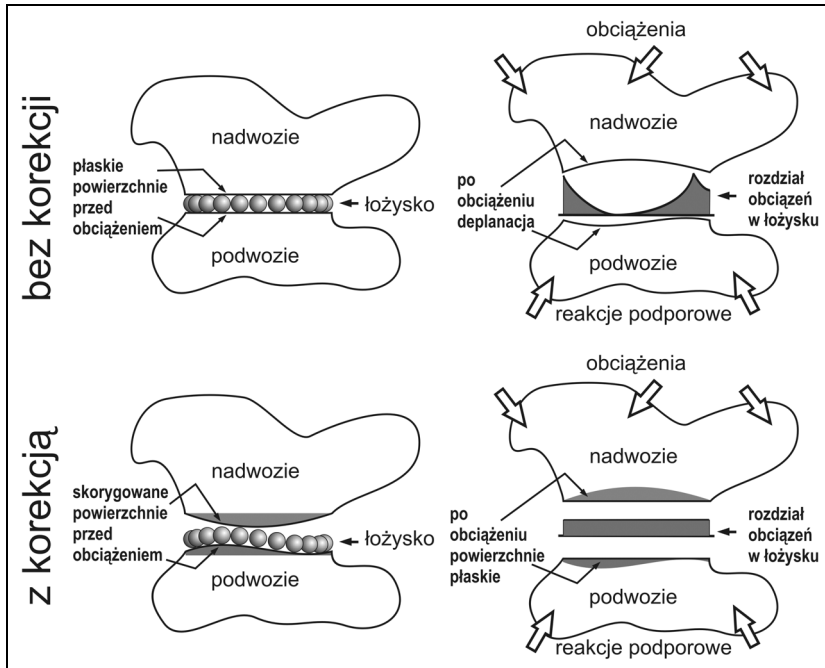 bez korekcji
nadwozie
płaskie
powierzchnie
przed
obciążeniem
łożysko
podwozie
obciążenia
nadwozie
po
obciążeniu
deplanacja
rozdział
obciązeń
w łożysku
podwozie
reakcje podporowe
z korekcją
nadwozie
skorygowane
powierzchnie
przed
obciążeniem
łożysko
podwozie
obciążenia
nadwozie
po
obciążeniu
powierzchnie
płaskie
rozdział
obciązeń
w łożysku
podwozie
reakcje podporowe